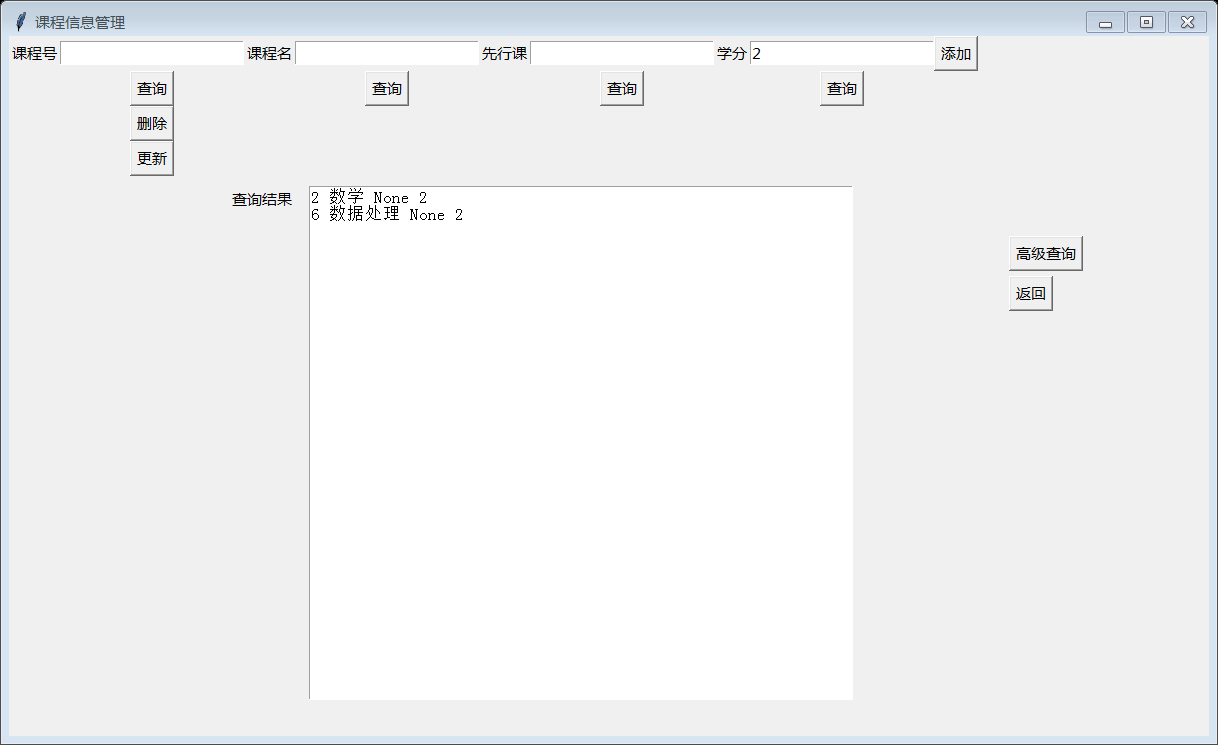 课程信息管理
课程号 课程名 先行课 学分 2 添加
查询 查询 查询 查询
删除
更新
查询结果
2 数学 None 2
6 数据处理 None 2
高级查询
返回